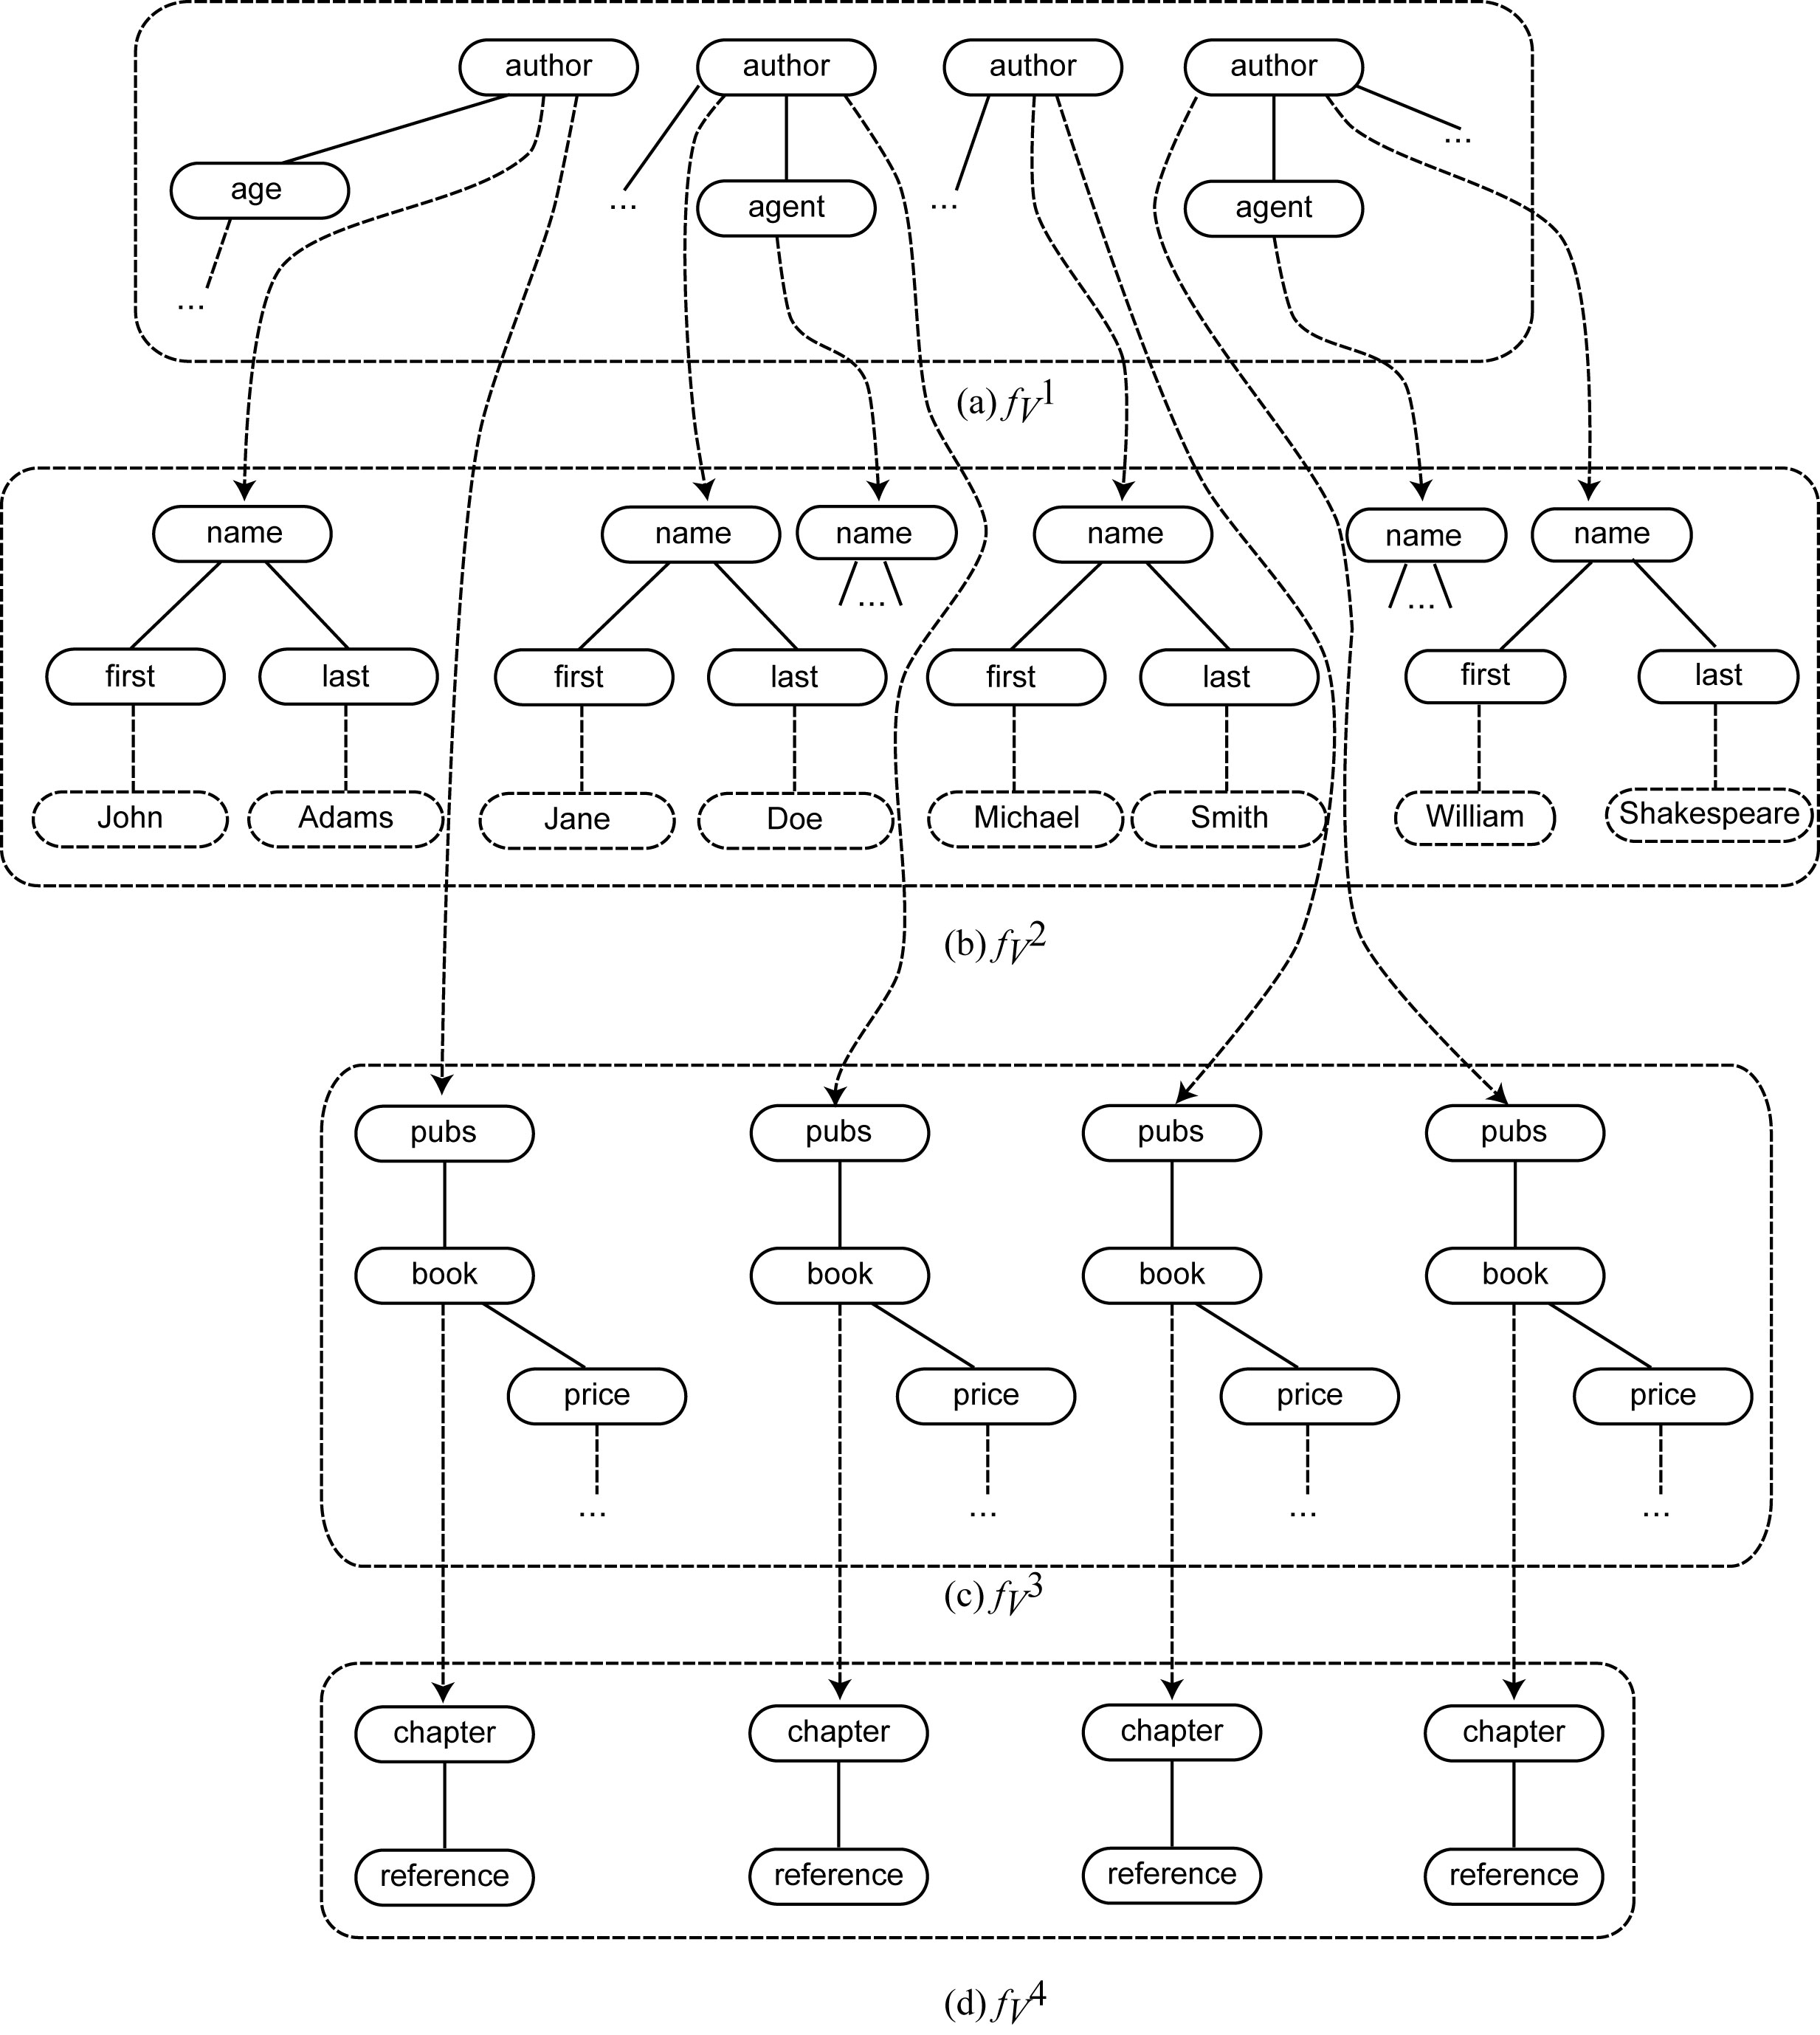 author author author author
...
age agent agent
... ...
...
(a) fV1
name name name name name name
... ...
first last first last first last first last
John Adams Jane Doe Michael Smith William Shakespeare
(b) fV2
pubs pubs pubs pubs
book book book book
price price price price
... ... ... ...
(c) fV3
chapter chapter chapter chapter
reference reference reference reference
(d) fV4